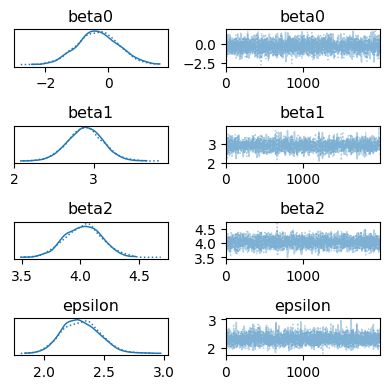 beta0 beta0
0.0
−2.5
−2 0 0 1000
beta1 beta1
3
2
2 3 0 1000
beta2 beta2
4.5
4.0
3.5
3.5 4.0 4.5 0 1000
epsilon epsilon
3
2
2.0 2.5 3.0 0 1000